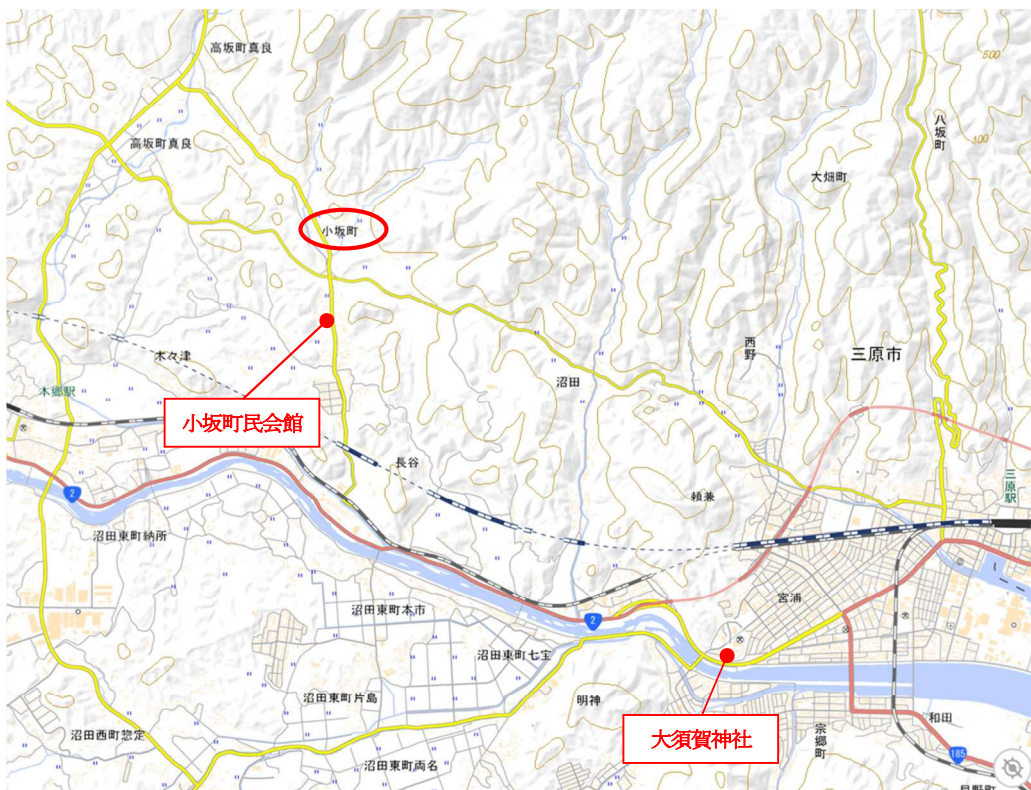 高坂町真良
500
八坂町
400
高坂町真良
大畑町
小坂町
西野
三原市
木々津
沼田
本郷駅
小坂町民会館
長谷
頼兼
三原駅
2
沼田東町納所
宮浦
沼田東町本市
2
沼田東町七宝
沼田東町片島
明神
和田
沼田西町惣定
大須賀神社
宗郷町
185
沼田東町両名